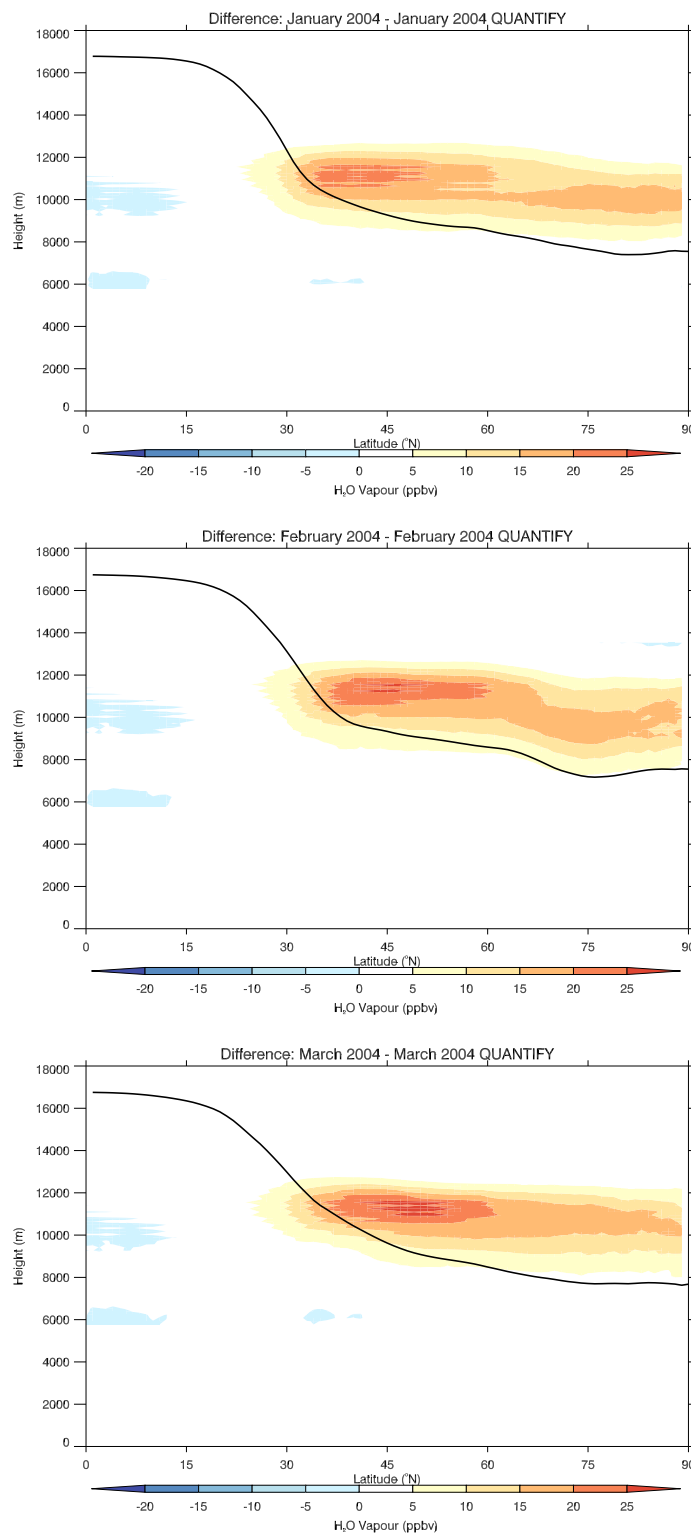 Difference: January 2004 - January 2004 QUANTIFY
18000
16000
14000
12000
10000
8000
6000
4000
2000
0
Height (m)
0 15 30 45 60 75 90
Latitude (°N)
-20 -15 -10 -5 0 5 10 15 20 25
H₂O Vapour (ppbv)
Difference: February 2004 - February 2004 QUANTIFY
18000
16000
14000
12000
10000
8000
6000
4000
2000
0
Height (m)
0 15 30 45 60 75 90
Latitude (°N)
-20 -15 -10 -5 0 5 10 15 20 25
H₂O Vapour (ppbv)
Difference: March 2004 - March 2004 QUANTIFY
18000
16000
14000
12000
10000
8000
6000
4000
2000
0
Height (m)
0 15 30 45 60 75 90
Latitude (°N)
-20 -15 -10 -5 0 5 10 15 20 25
H₂O Vapour (ppbv)